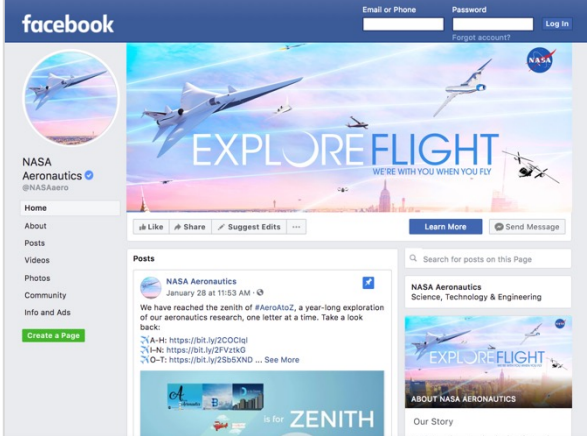 facebook
Email or Phone
Password
Log In
Forgot account?
NASA
EXPLORE FLIGHT
WE'RE WITH YOU WHEN YOU FLY
NASA
Aeronautics
@NASAaero
Home
About
Posts
Videos
Photos
Community
Info and Ads
Create a Page
Like
Share
Suggest Edits
Learn More
Send Message
Posts
NASA Aeronautics
January 28 at 11:53 AM ·
We have reached the zenith of #AeroAtoZ, a year-long exploration
of our aeronautics research, one letter at a time. Take a look
back:
A-H: https://bit.ly/2COClqI
I-N: https://bit.ly/2FVztkG
O-T: https://bit.ly/2Sb5XND ... See More
is for ZENITH
Search for posts on this Page
NASA Aeronautics
Science, Technology & Engineering
EXPLORE FLIGHT
ABOUT NASA AERONAUTICS
Our Story